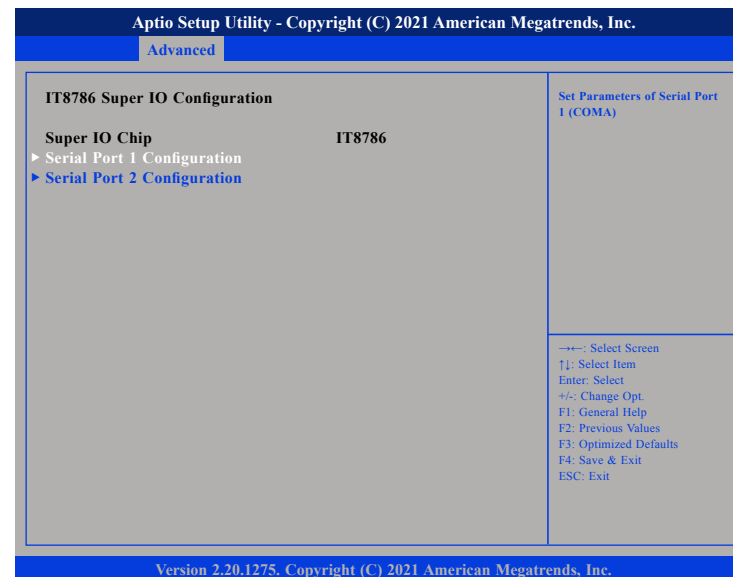 Aptio Setup Utility - Copyright (C) 2021 American Megatrends, Inc.
Advanced
IT8786 Super IO Configuration
Super IO Chip IT8786
► Serial Port 1 Configuration
► Serial Port 2 Configuration
Set Parameters of Serial Port
1 (COMA)
→←: Select Screen
↑↓: Select Item
Enter: Select
+/-: Change Opt.
F1: General Help
F2: Previous Values
F3: Optimized Defaults
F4: Save & Exit
ESC: Exit
Version 2.20.1275. Copyright (C) 2021 American Megatrends, Inc.